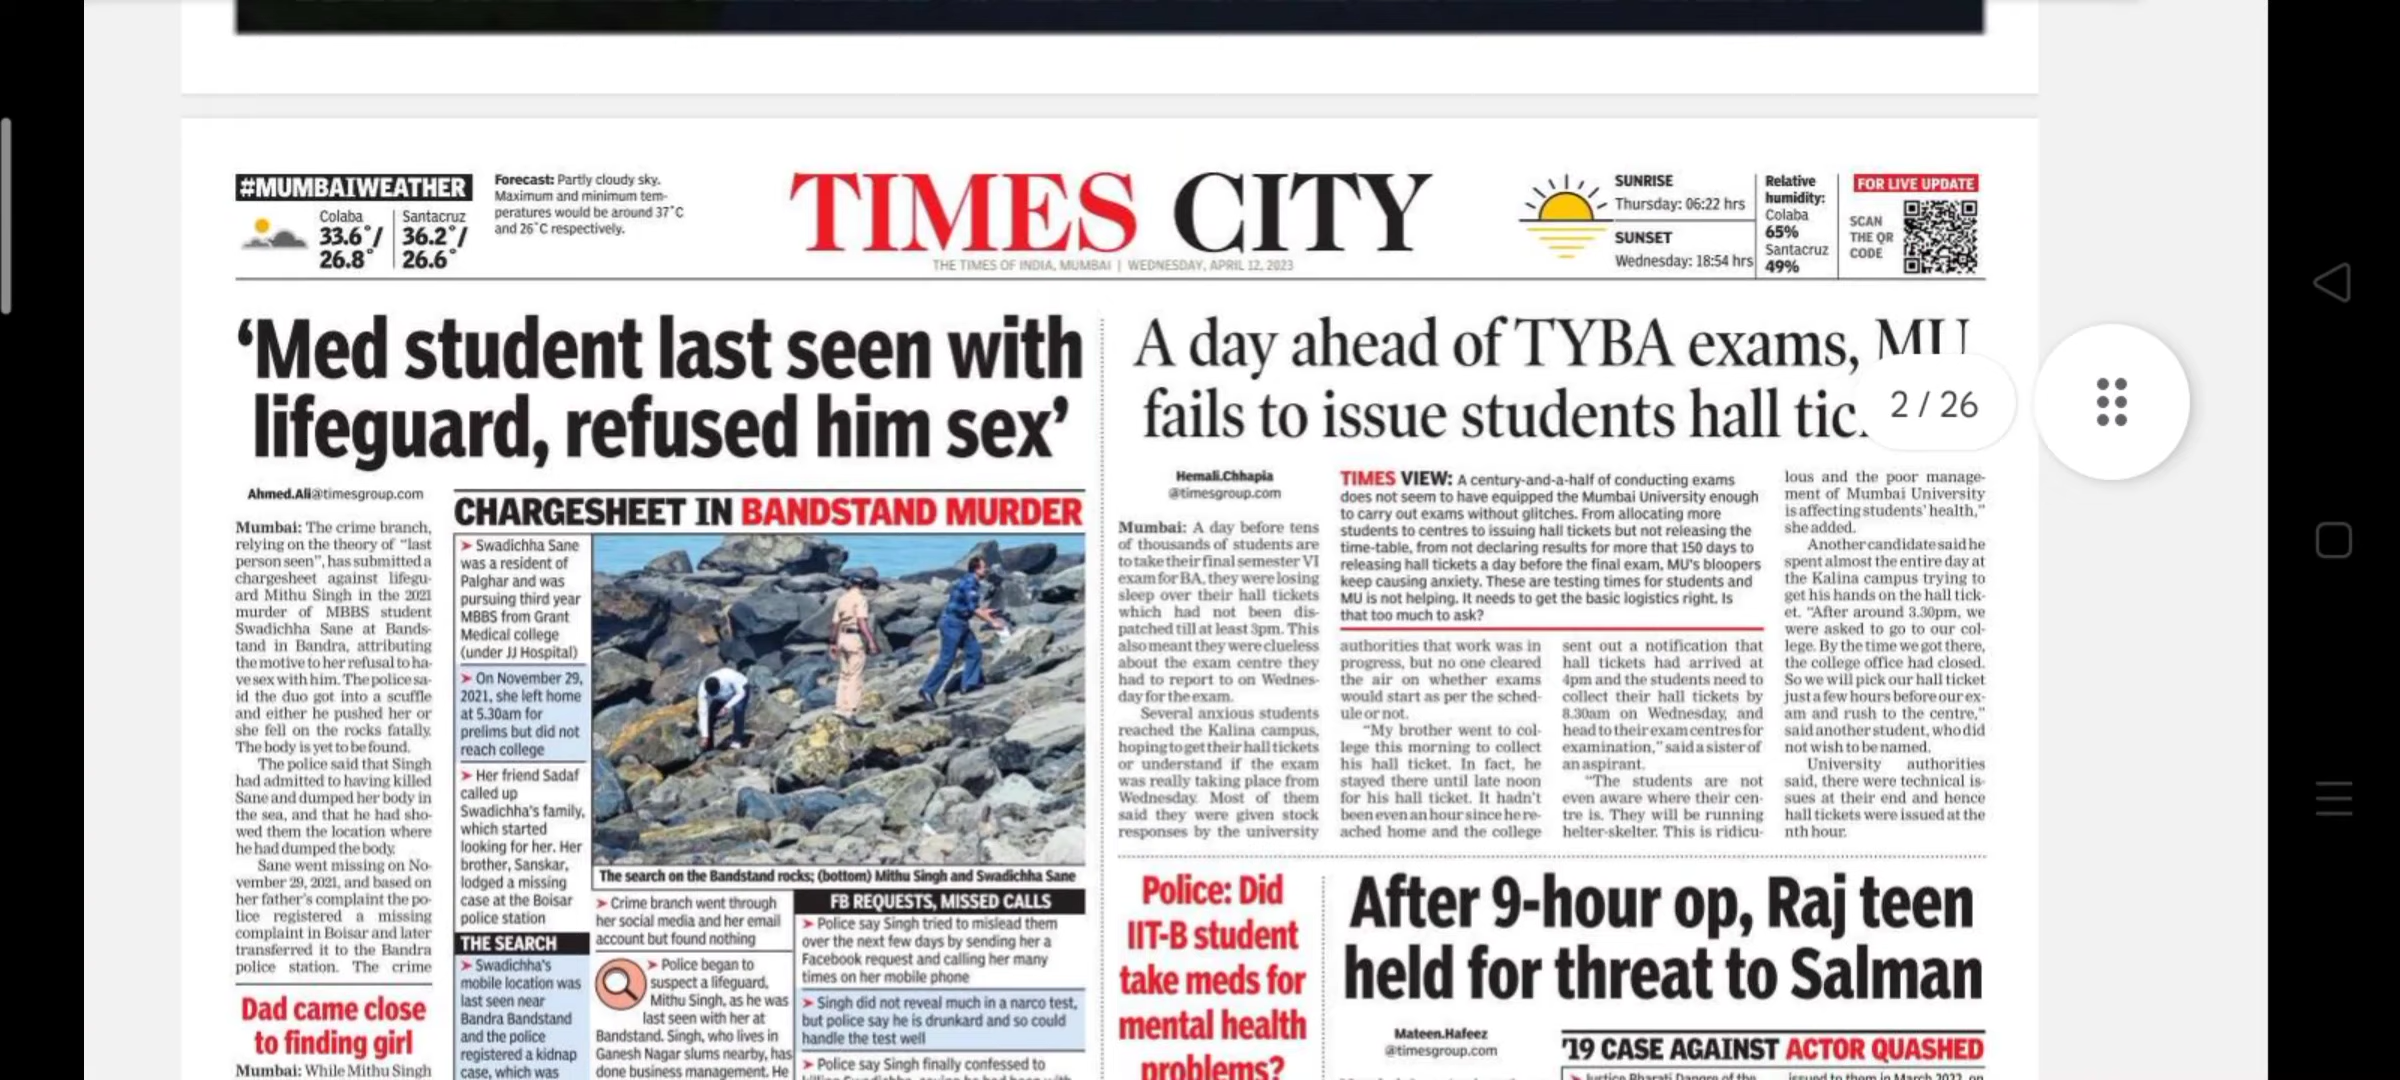 #MUMBAIWEATHER
Colaba
33.6°/
26.8°
Santacruz
36.2°/
26.6°
Forecast: Partly cloudy sky.
Maximum and minimum tem-
peratures would be around 37°C
and 26°C respectively.
TIMES CITY
THE TIMES OF INDIA, MUMBAI | WEDNESDAY, APRIL 12, 2023
SUNRISE
Thursday: 06:22 hrs
SUNSET
Wednesday: 18:54 hrs
Relative
humidity:
Colaba
65%
Santacruz
49%
FOR LIVE UPDATE
SCAN
THE QR
CODE
‘Med student last seen with
lifeguard, refused him sex’
Ahmed.Ali@timesgroup.com
Mumbai: The crime branch,
relying on the theory of “last
person seen”, has submitted a
chargesheet against lifegu-
ard Mithu Singh in the 2021
murder of MBBS student
Swadichha Sane at Bands-
tand in Bandra, attributing
the motive to her refusal to ha-
ve sex with him. The police sa-
id the duo got into a scuffle
and either he pushed her or
she fell on the rocks fatally.
The body is yet to be found.
The police said that Singh
had admitted to having killed
Sane and dumped her body in
the sea, and that he had sho-
wed them the location where
he had dumped the body.
Sane went missing on No-
vember 29, 2021, and based on
her father’s complaint the po-
lice registered a missing
complaint in Boisar and later
transferred it to the Bandra
police station. The crime
Dad came close
to finding girl
Mumbai: While Mithu Singh
CHARGESHEET IN BANDSTAND MURDER
➤ Swadichha Sane
was a resident of
Palghar and was
pursuing third year
MBBS from Grant
Medical college
(under JJ Hospital)
➤ On November 29,
2021, she left home
at 5.30am for
prelims but did not
reach college
➤ Her friend Sadaf
called up
Swadichha's family,
which started
looking for her. Her
brother, Sanskar,
lodged a missing
case at the Boisar
police station
THE SEARCH
➤ Swadichha's
mobile location was
last seen near
Bandra Bandstand
and the police
registered a kidnap
case, which was
The search on the Bandstand rocks; (bottom) Mithu Singh and Swadichha Sane
➤ Crime branch went through
her social media and her email
account but found nothing
➤ Police began to
suspect a lifeguard,
Mithu Singh, as he was
last seen with her at
Bandstand. Singh, who lives in
Ganesh Nagar slums nearby, has
done business management. He
FB REQUESTS, MISSED CALLS
➤ Police say Singh tried to mislead them
over the next few days by sending her a
Facebook request and calling her many
times on her mobile phone
➤ Singh did not reveal much in a narco test,
but police say he is drunkard and so could
handle the test well
➤ Police say Singh finally confessed to
A day ahead of TYBA exams, MU
fails to issue students hall tic
2 / 26
Hemali.Chhapia
@timesgroup.com
Mumbai: A day before tens
of thousands of students are
to take their final semester VI
exam for BA, they were losing
sleep over their hall tickets
which had not been dis-
patched till at least 3pm. This
also meant they were clueless
about the exam centre they
had to report to on Wednes-
day for the exam.
Several anxious students
reached the Kalina campus,
hoping to get their hall tickets
or understand if the exam
was really taking place from
Wednesday. Most of them
said they were given stock
responses by the university
TIMES VIEW: A century-and-a-half of conducting exams
does not seem to have equipped the Mumbai University enough
to carry out exams without glitches. From allocating more
students to centres to issuing hall tickets but not releasing the
time-table, from not declaring results for more that 150 days to
releasing hall tickets a day before the final exam, MU's bloopers
keep causing anxiety. These are testing times for students and
MU is not helping. It needs to get the basic logistics right. Is
that too much to ask?
authorities that work was in
progress, but no one cleared
the air on whether exams
would start as per the sched-
ule or not.
“My brother went to col-
lege this morning to collect
his hall ticket. In fact, he
stayed there until late noon
for his hall ticket. It hadn’t
been even an hour since he re-
ached home and the college
sent out a notification that
hall tickets had arrived at
4pm and the students need to
collect their hall tickets by
8.30am on Wednesday, and
head to their exam centres for
examination,” said a sister of
an aspirant.
“The students are not
even aware where their cen-
tre is. They will be running
helter-skelter. This is ridicu-
lous and the poor manage-
ment of Mumbai University
is affecting students’ health,”
she added.
Another candidate said he
spent almost the entire day at
the Kalina campus trying to
get his hands on the hall tick-
et. “After around 3.30pm, we
were asked to go to our col-
lege. By the time we got there,
the college office had closed.
So we will pick our hall ticket
just a few hours before our ex-
am and rush to the centre,”
said another student, who did
not wish to be named.
University authorities
said, there were technical is-
sues at their end and hence
hall tickets were issued at the
nth hour.
Police: Did
IIT-B student
take meds for
mental health
problems?
After 9-hour op, Raj teen
held for threat to Salman
Mateen.Hafeez
@timesgroup.com
'19 CASE AGAINST ACTOR QUASHED